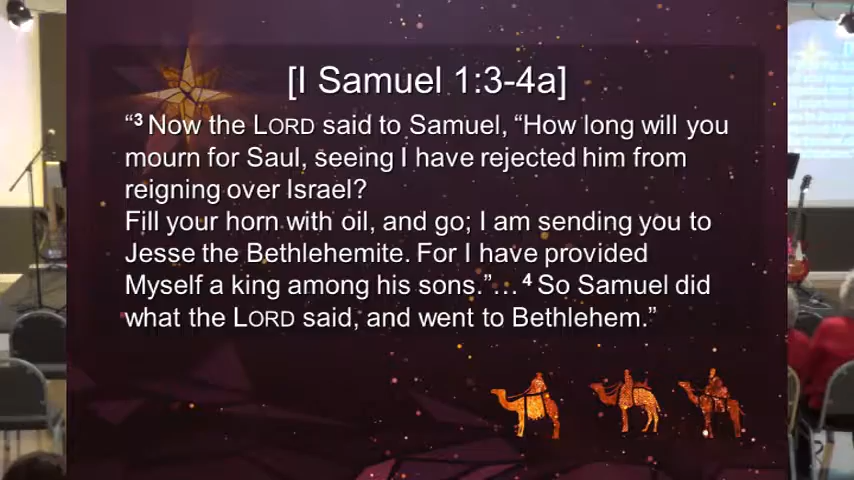 [I Samuel 1:3-4a]
“3 Now the LORD said to Samuel, “How long will you
mourn for Saul, seeing I have rejected him from
reigning over Israel?
Fill your horn with oil, and go; I am sending you to
Jesse the Bethlehemite. For I have provided
Myself a king among his sons.”… 4 So Samuel did
what the LORD said, and went to Bethlehem.”